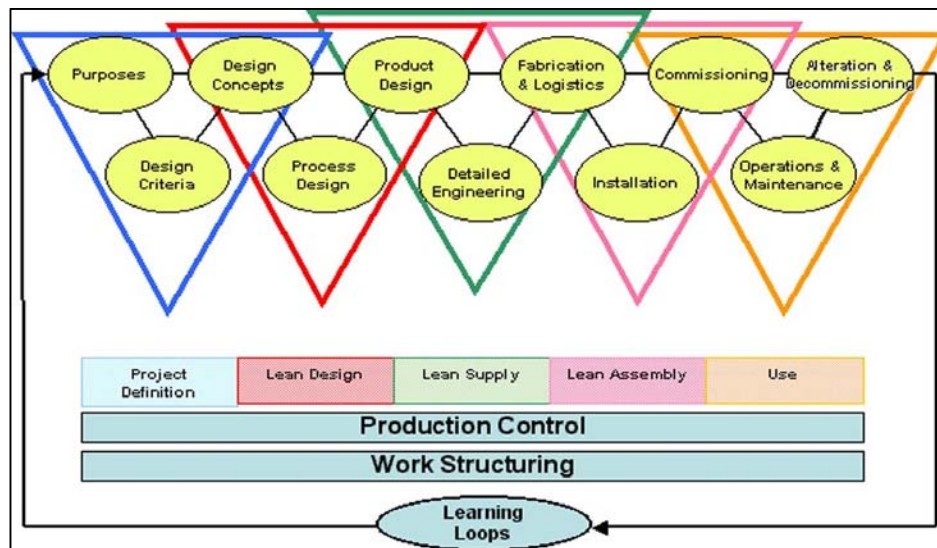 Purposes
Design
Concepts
Product
Design
Fabrication
& Logistics
Commissioning
Alteration &
Decommissioning
Design
Criteria
Process
Design
Detailed
Engineering
Installation
Operations &
Maintenance
Project
Definition
Lean Design
Lean Supply
Lean Assembly
Use
Production Control
Work Structuring
Learning
Loops